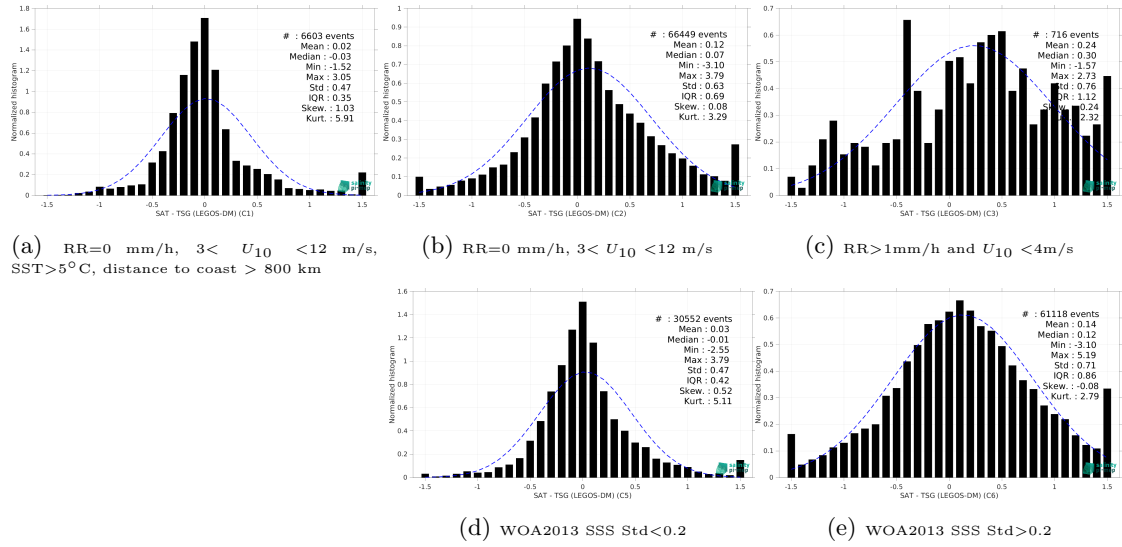 1.8
1.6
1.4
1.2
1
0.8
0.6
0.4
0.2
0
Normalized histogram
# : 6603 events
Mean : 0.02
Median : -0.03
Min : -1.52
Max : 3.05
Std : 0.47
IQR : 0.35
Skew. : 1.03
Kurt. : 5.91
-1.5 -1 -0.5 0 0.5 1 1.5
SAT - TSG (LEGOS-DM) (C1)
(a) RR=0 mm/h, 3< U10 <12 m/s,
SST>5°C, distance to coast > 800 km
1
0.9
0.8
0.7
0.6
0.5
0.4
0.3
0.2
0.1
0
Normalized histogram
# : 66449 events
Mean : 0.12
Median : 0.07
Min : -3.10
Max : 3.79
Std : 0.63
IQR : 0.69
Skew. : 0.08
Kurt. : 3.29
-1.5 -1 -0.5 0 0.5 1 1.5
SAT - TSG (LEGOS-DM) (C2)
(b) RR=0 mm/h, 3< U10 <12 m/s
0.7
0.6
0.5
0.4
0.3
0.2
0.1
0
Normalized histogram
# : 716 events
Mean : 0.24
Median : 0.30
Min : -1.57
Max : 2.73
Std : 0.76
IQR : 1.12
0.24
2.32
-1.5 -1 -0.5 0 0.5 1 1.5
SAT - TSG (LEGOS-DM) (C3)
(c) RR>1mm/h and U10 <4m/s
1.6
1.4
1.2
1
0.8
0.6
0.4
0.2
0
Normalized histogram
# : 30552 events
Mean : 0.03
Median : -0.01
Min : -2.55
Max : 3.79
Std : 0.47
IQR : 0.42
Skew. : 0.52
Kurt. : 5.11
-1.5 -1 -0.5 0 0.5 1 1.5
SAT - TSG (LEGOS-DM) (C5)
(d) WOA2013 SSS Std<0.2
0.7
0.6
0.5
0.4
0.3
0.2
0.1
0
Normalized histogram
# : 61118 events
Mean : 0.14
Median : 0.12
Min : -3.10
Max : 5.19
Std : 0.71
IQR : 0.86
Skew. : -0.08
Kurt. : 2.79
-1.5 -1 -0.5 0 0.5 1 1.5
SAT - TSG (LEGOS-DM) (C6)
(e) WOA2013 SSS Std>0.2